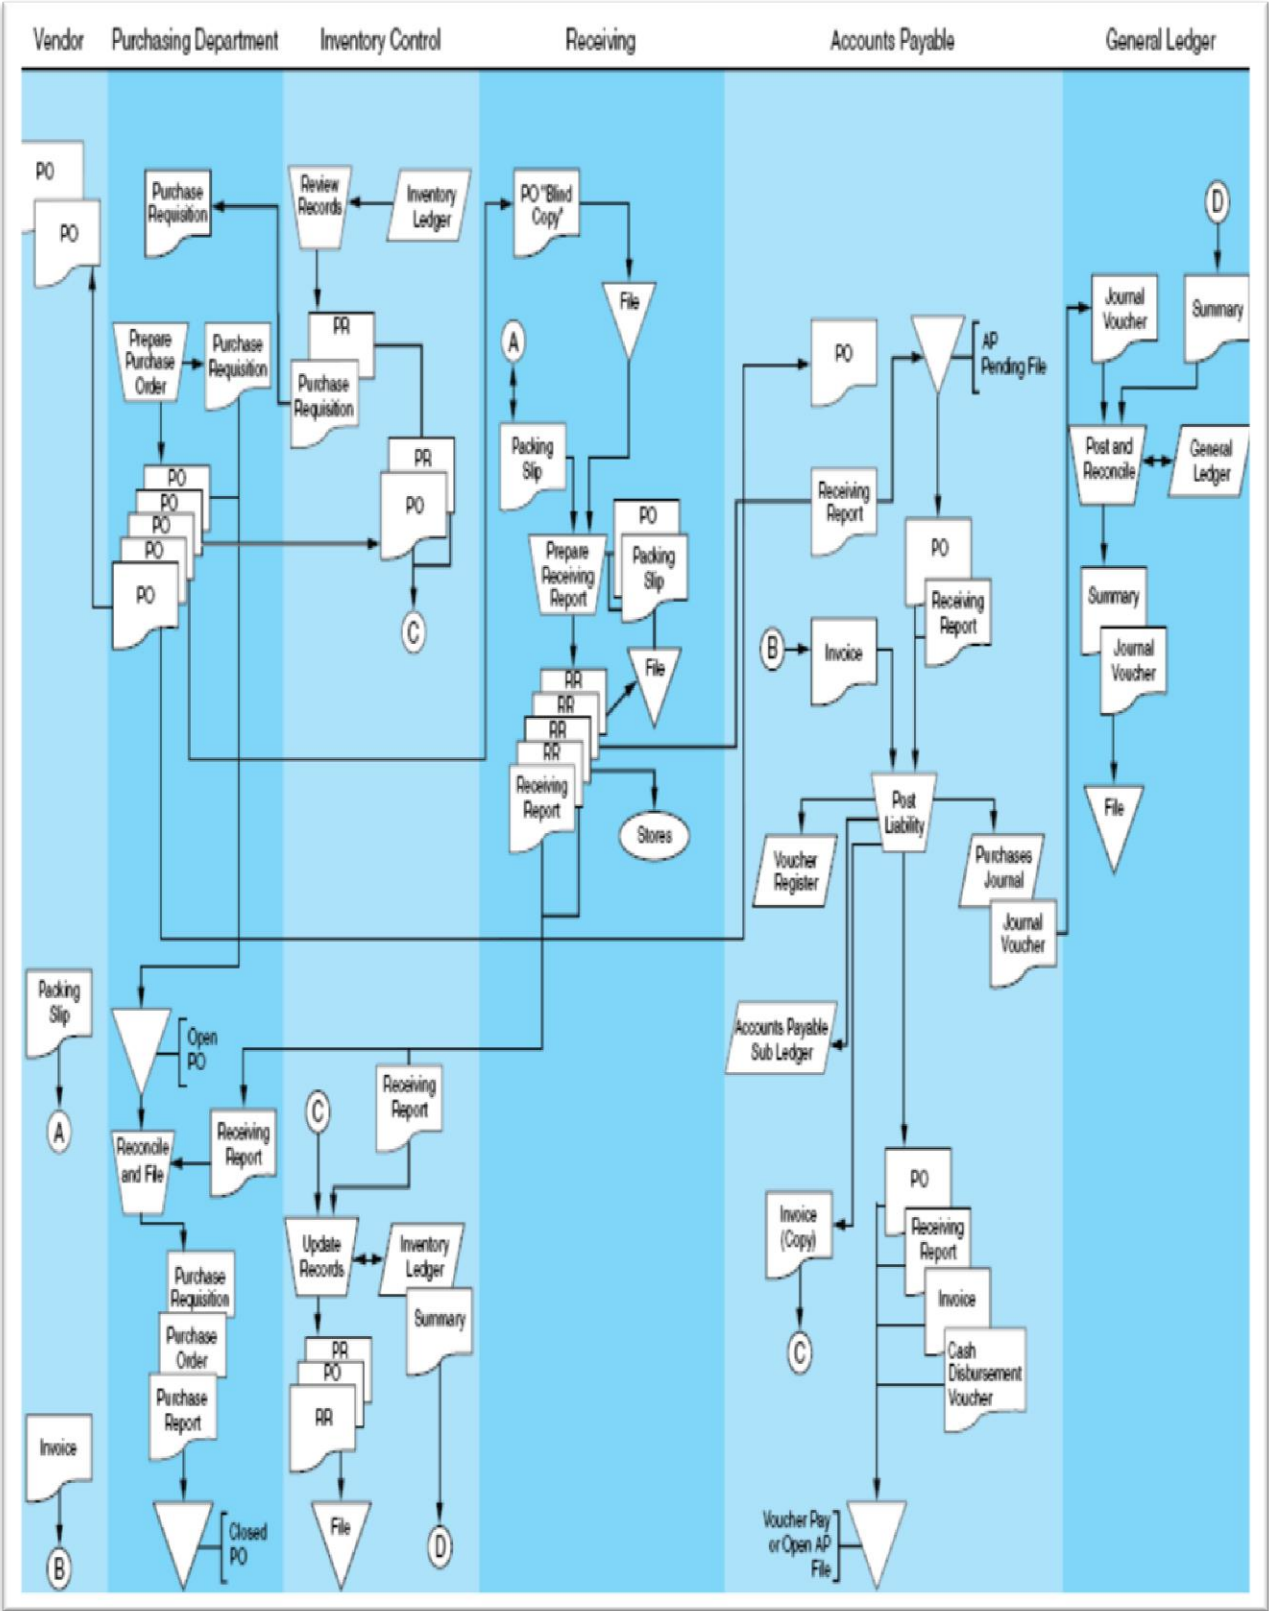 Vendor
Purchasing Department
Inventory Control
Receiving
Accounts Payable
General Ledger
PO
PO
Packing
Slip
A
Invoice
B
Purchase
Requisition
Prepare
Purchase
Order
Purchase
Requisition
PO
PO
PO
PO
PO
Open
PO
Reconcile
and File
Receiving
Report
Purchase
Requisition
Purchase
Order
Purchase
Report
Closed
PO
Review
Records
Inventory
Ledger
PR
Purchase
Requisition
PR
PO
C
Receiving
Report
C
Update
Records
Inventory
Ledger
Summary
PR
PO
RR
File
D
PO "Blind
Copy"
File
A
Packing
Slip
Prepare
Receiving
Report
PO
Packing
Slip
File
RR
RR
RR
RR
Receiving
Report
Stores
PO
AP
Pending File
Receiving
Report
PO
Receiving
Report
B
Invoice
Post
Liability
Voucher
Register
Purchases
Journal
Journal
Voucher
Accounts Payable
Sub Ledger
Invoice
(Copy)
C
PO
Receiving
Report
Invoice
Cash
Disbursement
Voucher
Voucher Pay
or Open AP
File
D
Journal
Voucher
Summary
Post and
Reconcile
General
Ledger
Summary
Journal
Voucher
File